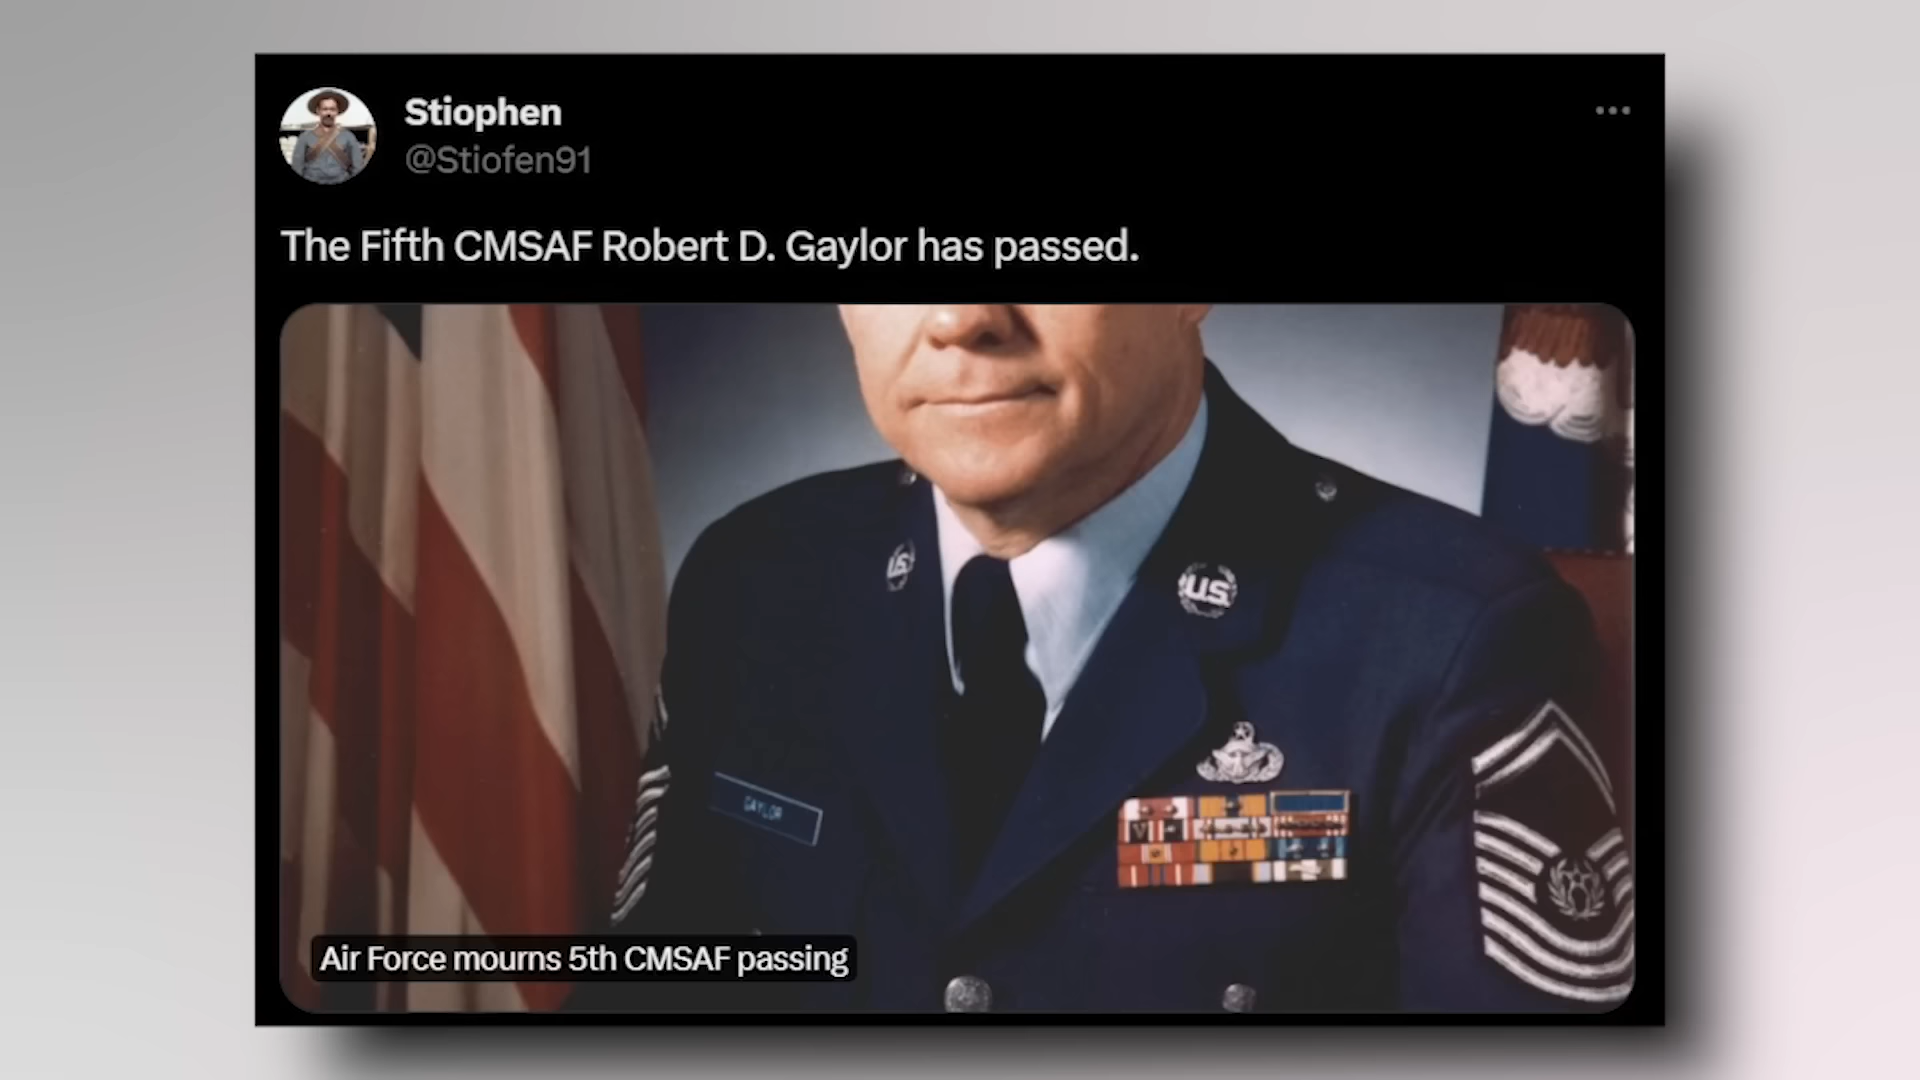 Stiophen
@Stiofen91
The Fifth CMSAF Robert D. Gaylor has passed.
U.S.
U.S.
GAYLOR
V
Air Force mourns 5th CMSAF passing